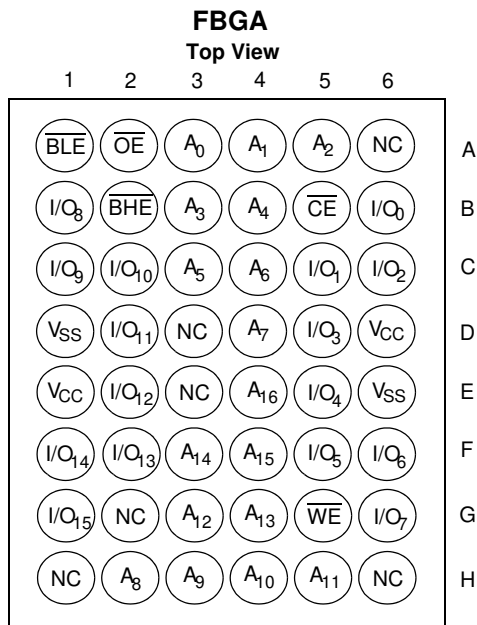 FBGA
Top View
1 2 3 4 5 6
BLE OE A0 A1 A2 NC A
I/O8 BHE A3 A4 CE I/O0 B
I/O9 I/O10 A5 A6 I/O1 I/O2 C
VSS I/O11 NC A7 I/O3 VCC D
VCC I/O12 NC A16 I/O4 VSS E
I/O14 I/O13 A14 A15 I/O5 I/O6 F
I/O15 NC A12 A13 WE I/O7 G
NC A8 A9 A10 A11 NC H